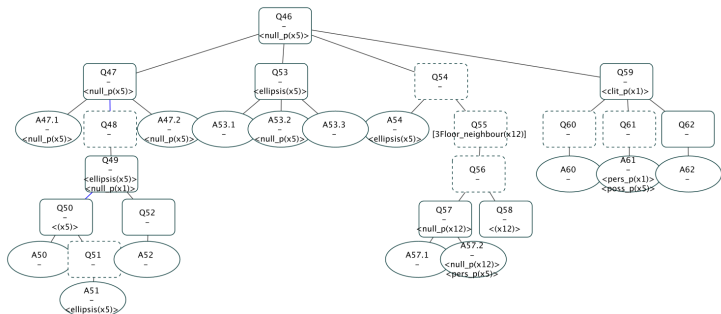 Q46
–
<null_p(x5)>
Q47
–
<null_p(x5)>
Q53
–
<ellipsis(x5)>
Q54
–
Q59
–
<clit_p(x1)>
A47.1
–
<null_p(x5)>
Q48
–
A47.2
–
<null_p(x5)>
A53.1
–
A53.2
–
<null_p(x5)>
A53.3
–
A54
–
<ellipsis(x5)>
Q55
[3Floor_neighbour(x12)]
Q60
–
Q61
–
Q62
–
Q49
–
<ellipsis(x5)>
<null_p(x1)>
Q56
–
A60
–
A61
–
<pers_p(x1)>
<poss_p(x5)>
A62
–
Q50
–
<(x5)>
Q52
–
Q57
–
<null_p(x12)>
Q58
–
<(x12)>
A50
–
Q51
–
A52
–
A57.1
–
A57.2
–
<null_p(x12)>
<pers_p(x5)>
A51
–
<ellipsis(x5)>